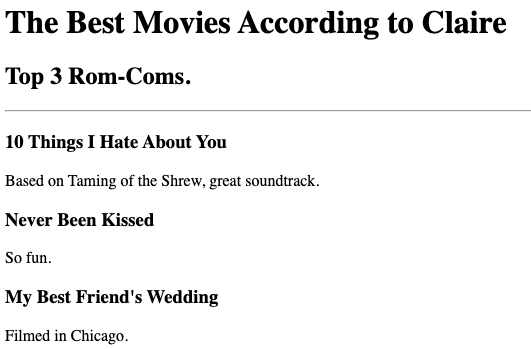 The Best Movies According to Claire
Top 3 Rom-Coms.
10 Things I Hate About You
Based on Taming of the Shrew, great soundtrack.
Never Been Kissed
So fun.
My Best Friend's Wedding
Filmed in Chicago.